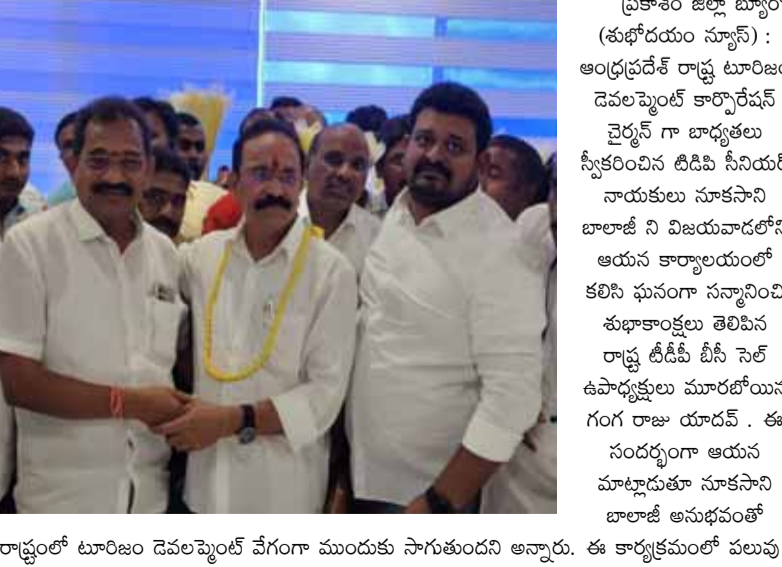 ప్రకాశం జిల్లా బ్యూరో
(శుభోదయం న్యూస్) :
ఆంధ్రప్రదేశ్ రాష్ట్ర టూరిజం
డెవలప్మెంట్ కార్పొరేషన్
చైర్మన్ గా బాధ్యతలు
స్వీకరించిన టిడిపి సీనియర్
నాయకులు నూకసాని
బాలాజీ ని విజయవాడలోని
ఆయన కార్యాలయంలో
కలిసి ఘనంగా సన్మానించి
శుభాకాంక్షలు తెలిపిన
రాష్ట్ర టీడీపీ బీసీ సెల్
ఉపాధ్యక్షులు మూరబోయిన
గంగ రాజు యాదవ్ . ఈ
సందర్భంగా ఆయన
మాట్లాడుతూ నూకసాని
బాలాజీ అనుభవంతో
రాష్ట్రంలో టూరిజం డెవలప్మెంట్ వేగంగా ముందుకు సాగుతుందని అన్నారు. ఈ కార్యక్రమంలో పలువు